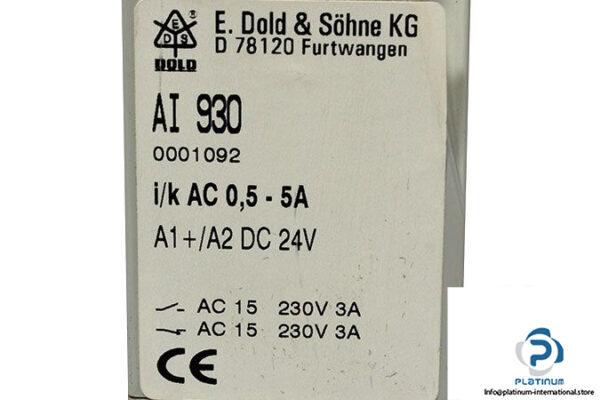 E D S ®
DOLD
E. Dold & Söhne KG
D 78120 Furtwangen
AI 930
0001092
i/k AC 0,5 - 5A
A1+/A2 DC 24V
AC 15 230V 3A
AC 15 230V 3A
CE
PLATINUM
info@platinum-international.store